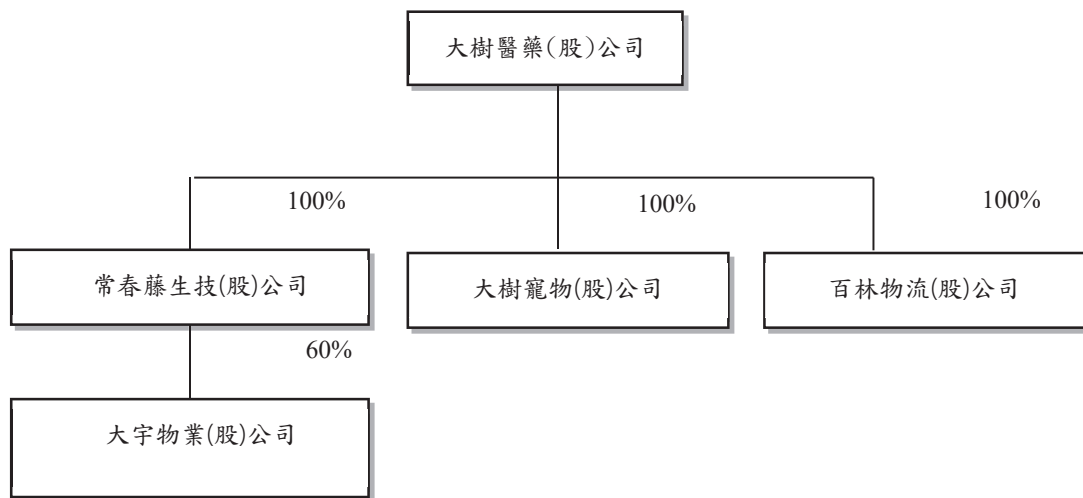 大樹醫藥(股)公司
100%
100%
100%
常春藤生技(股)公司
大樹寵物(股)公司
百林物流(股)公司
60%
大宇物業(股)公司